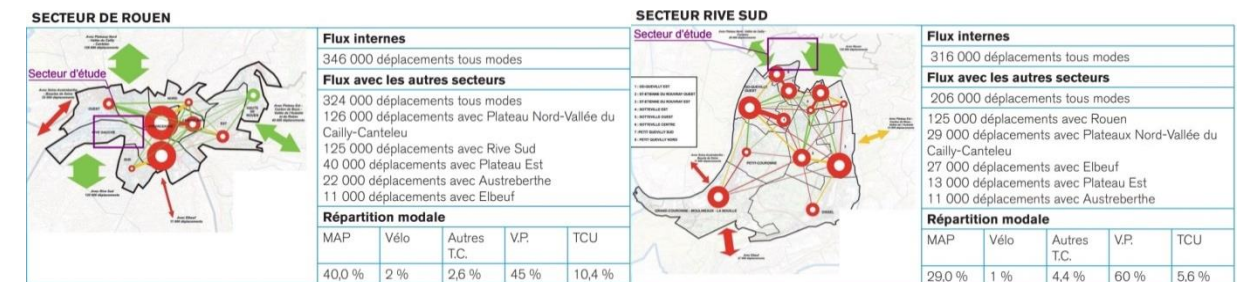 SECTEUR DE ROUEN
Secteur d'étude
Flux internes
346 000 déplacements tous modes
Flux avec les autres secteurs
324 000 déplacements tous modes
126 000 déplacements avec Plateau Nord-Vallée du
Cailly-Canteleu
125 000 déplacements avec Rive Sud
40 000 déplacements avec Plateau Est
22 000 déplacements avec Austreberthe
11 000 déplacements avec Elbeuf
Répartition modale
MAP Vélo Autres T.C. V.P. TCU
40,0 % 2 % 2,6 % 45 % 10,4 %
SECTEUR RIVE SUD
Secteur d'étude
Flux internes
316 000 déplacements tous modes
Flux avec les autres secteurs
206 000 déplacements tous modes
125 000 déplacements avec Rouen
29 000 déplacements avec Plateaux Nord-Vallée du
Cailly-Canteleu
27 000 déplacements avec Elbeuf
13 000 déplacements avec Plateau Est
11 000 déplacements avec Austreberthe
Répartition modale
MAP Vélo Autres T.C. V.P. TCU
29,0 % 1 % 4,4 % 60 % 5,6 %